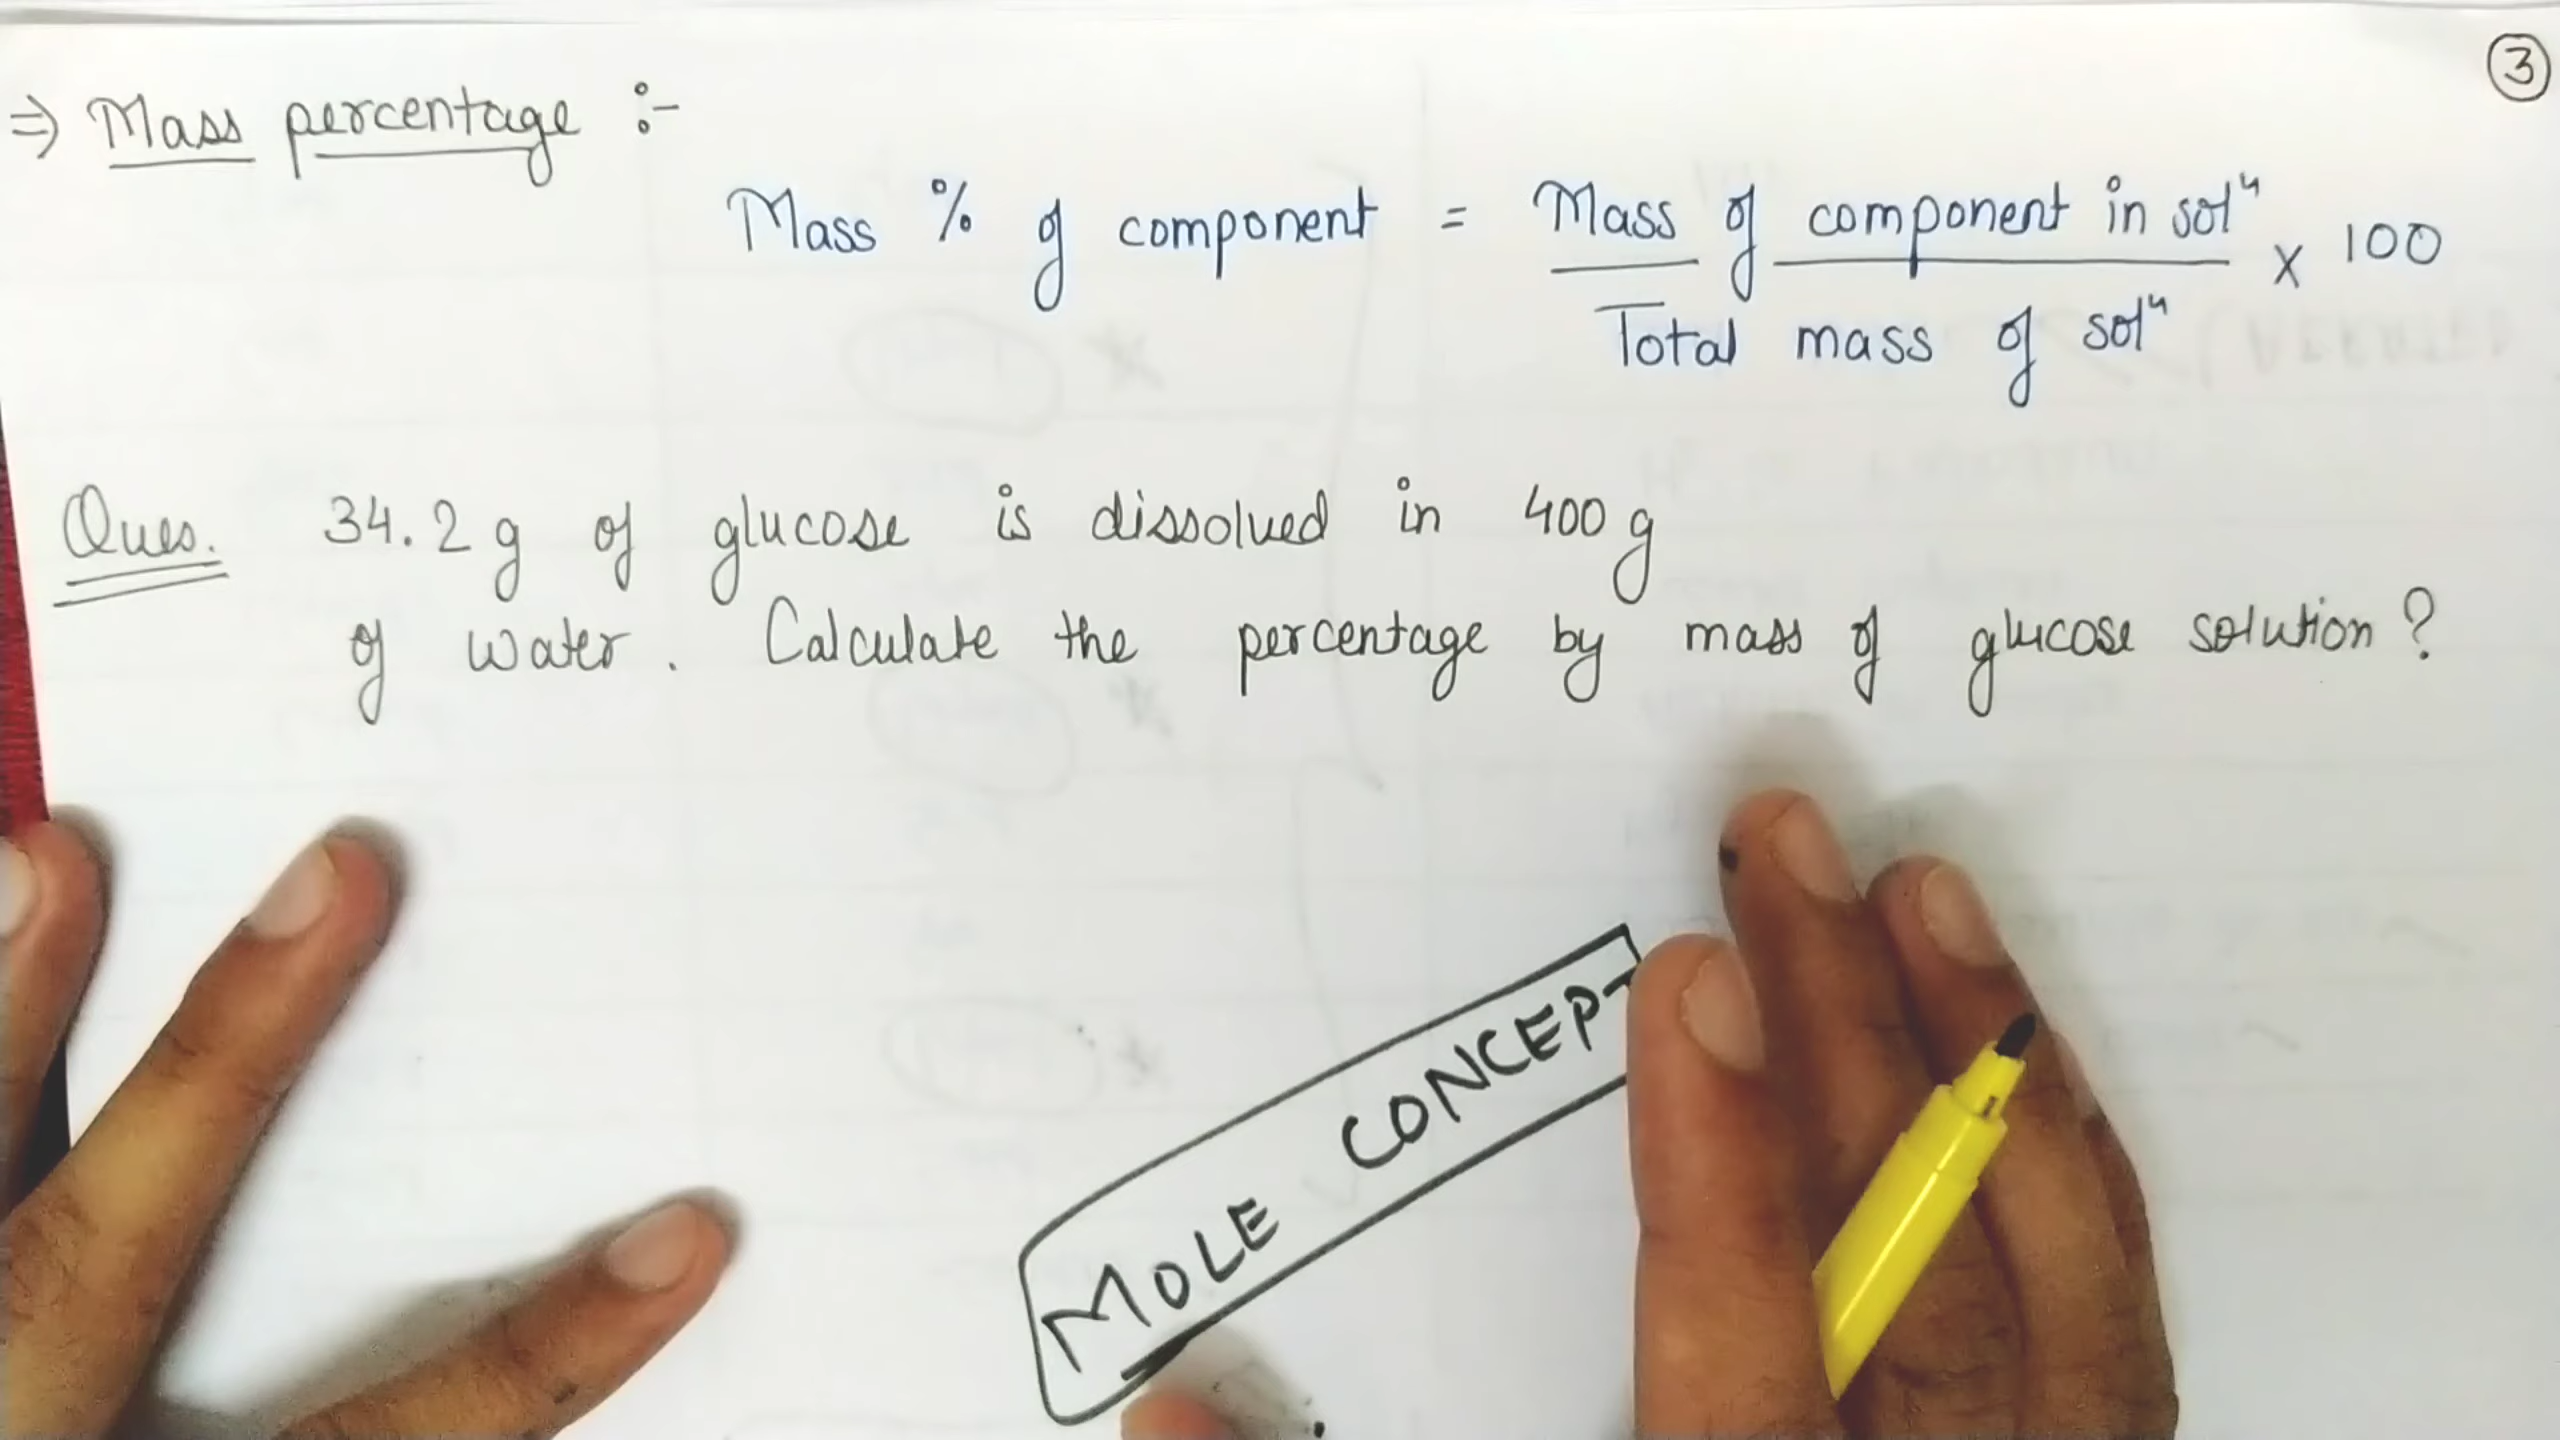 ③
⇒ Mass percentage :-
Mass % of component = Mass of component in solⁿ × 100
Total mass of solⁿ
Ques. 34.2 g of glucose is dissolved in 400 g
of water. Calculate the percentage by mass of glucose solution?
MOLE CONCEPT